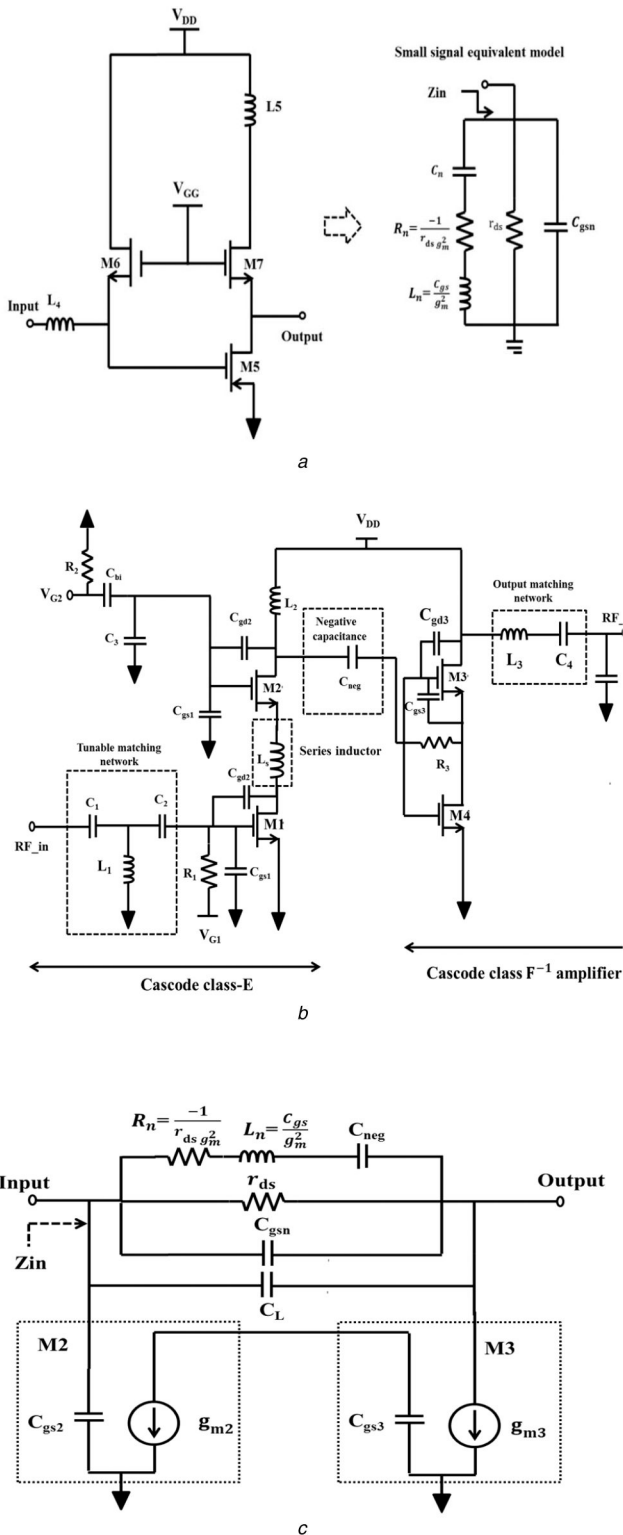 V_DD
Small signal equivalent model
L5
Zin
C_n
V_GG
R_n=-1/(r_ds g_m^2)
r_ds
C_gsn
M6
M7
Input L_4
L_n=C_gs/g_m^2
Output
M5
a
V_DD
R_2
C_bi
Output matching network
V_G2
L_2
C_gd2
Negative capacitance
C_gd3
RF_
C_3
L_3
C_4
M2
C_neg
M3
C_gs3
C_gs1
Series inductor
Tunable matching network
L_s
R_3
C_gd2
C_1
C_2
M1
M4
RF_in
L_1
R_1
C_gs1
V_G1
Cascode class-E
Cascode class F^-1 amplifier
b
R_n=-1/(r_ds g_m^2)
L_n=C_gs/g_m^2
C_neg
Input
r_ds
Output
C_gsn
Zin
C_L
M2
M3
C_gs2
g_m2
C_gs3
g_m3
c